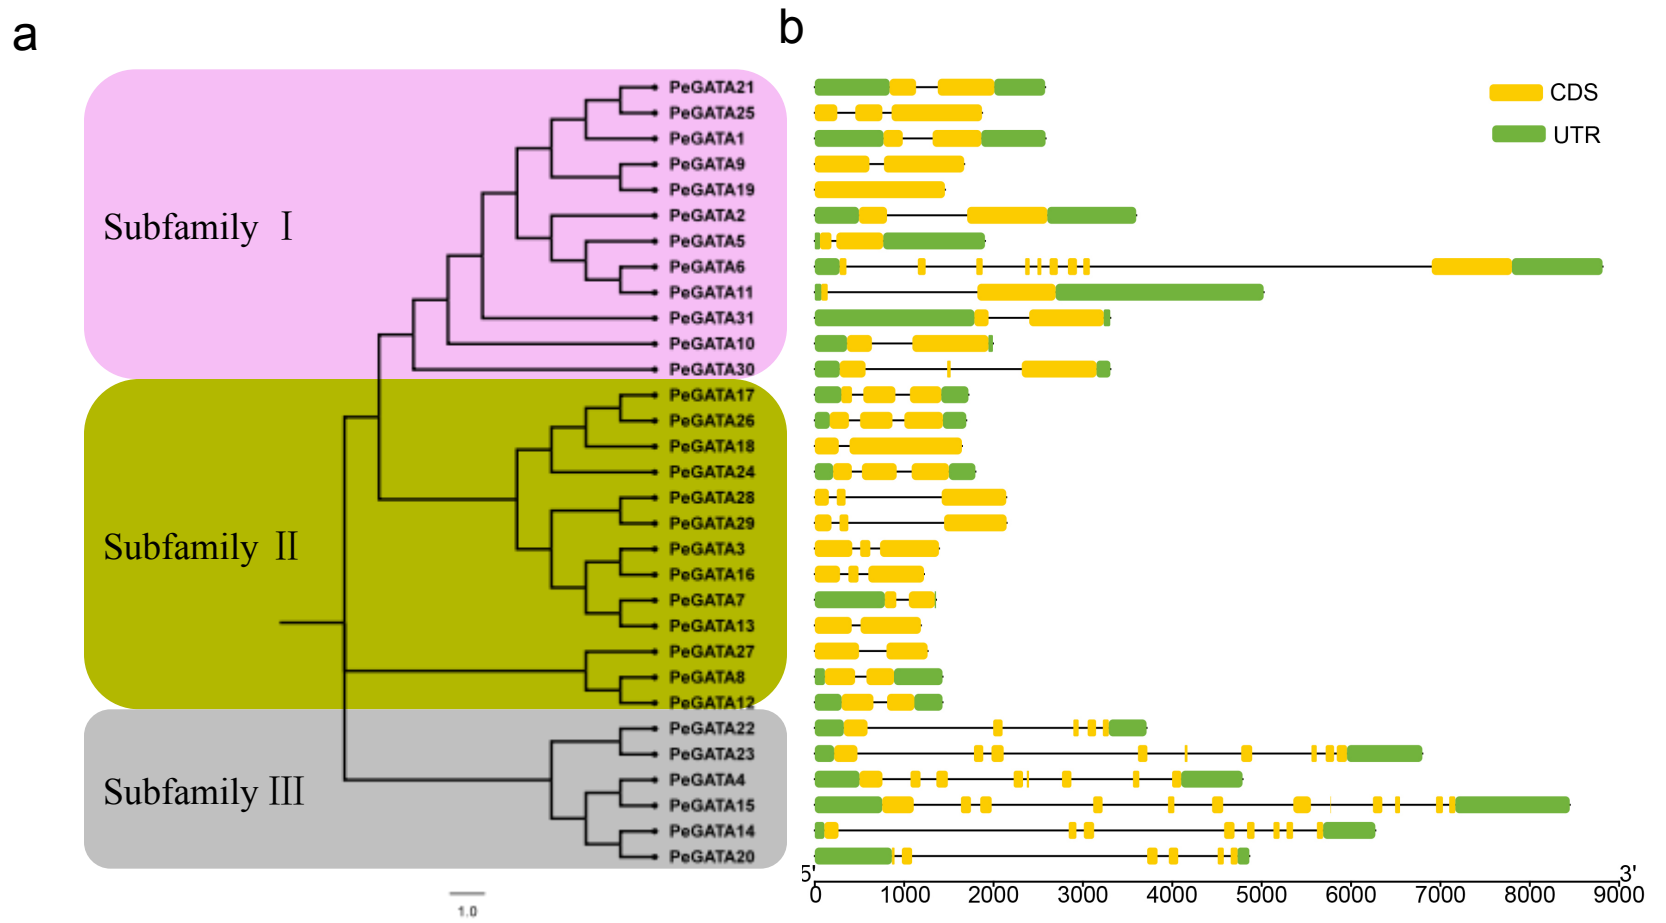 a
b
PeGATA21
PeGATA25
PeGATA1
PeGATA9
PeGATA19
PeGATA2
PeGATA5
PeGATA6
PeGATA11
PeGATA31
PeGATA10
PeGATA30
Subfamily Ⅰ
PeGATA17
PeGATA26
PeGATA18
PeGATA24
PeGATA28
PeGATA29
PeGATA3
PeGATA16
PeGATA7
PeGATA13
PeGATA27
PeGATA8
PeGATA12
Subfamily Ⅱ
PeGATA22
PeGATA23
PeGATA4
PeGATA15
PeGATA14
PeGATA20
Subfamily Ⅲ
1.0
CDS
UTR
5' 3'
0 1000 2000 3000 4000 5000 6000 7000 8000 9000